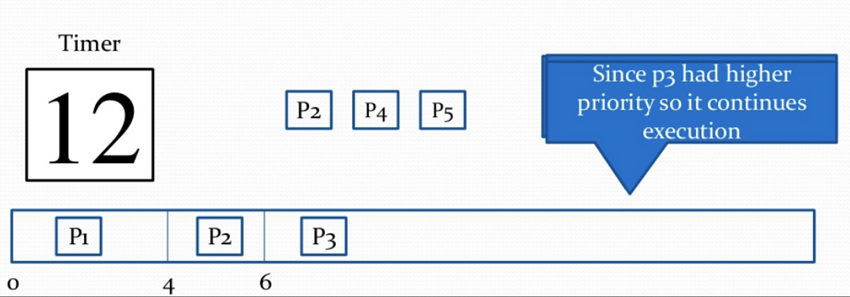 Timer
12
P2 P4 P5
Since p3 had higher
priority so it continues
execution
P1 P2 P3
0 4 6